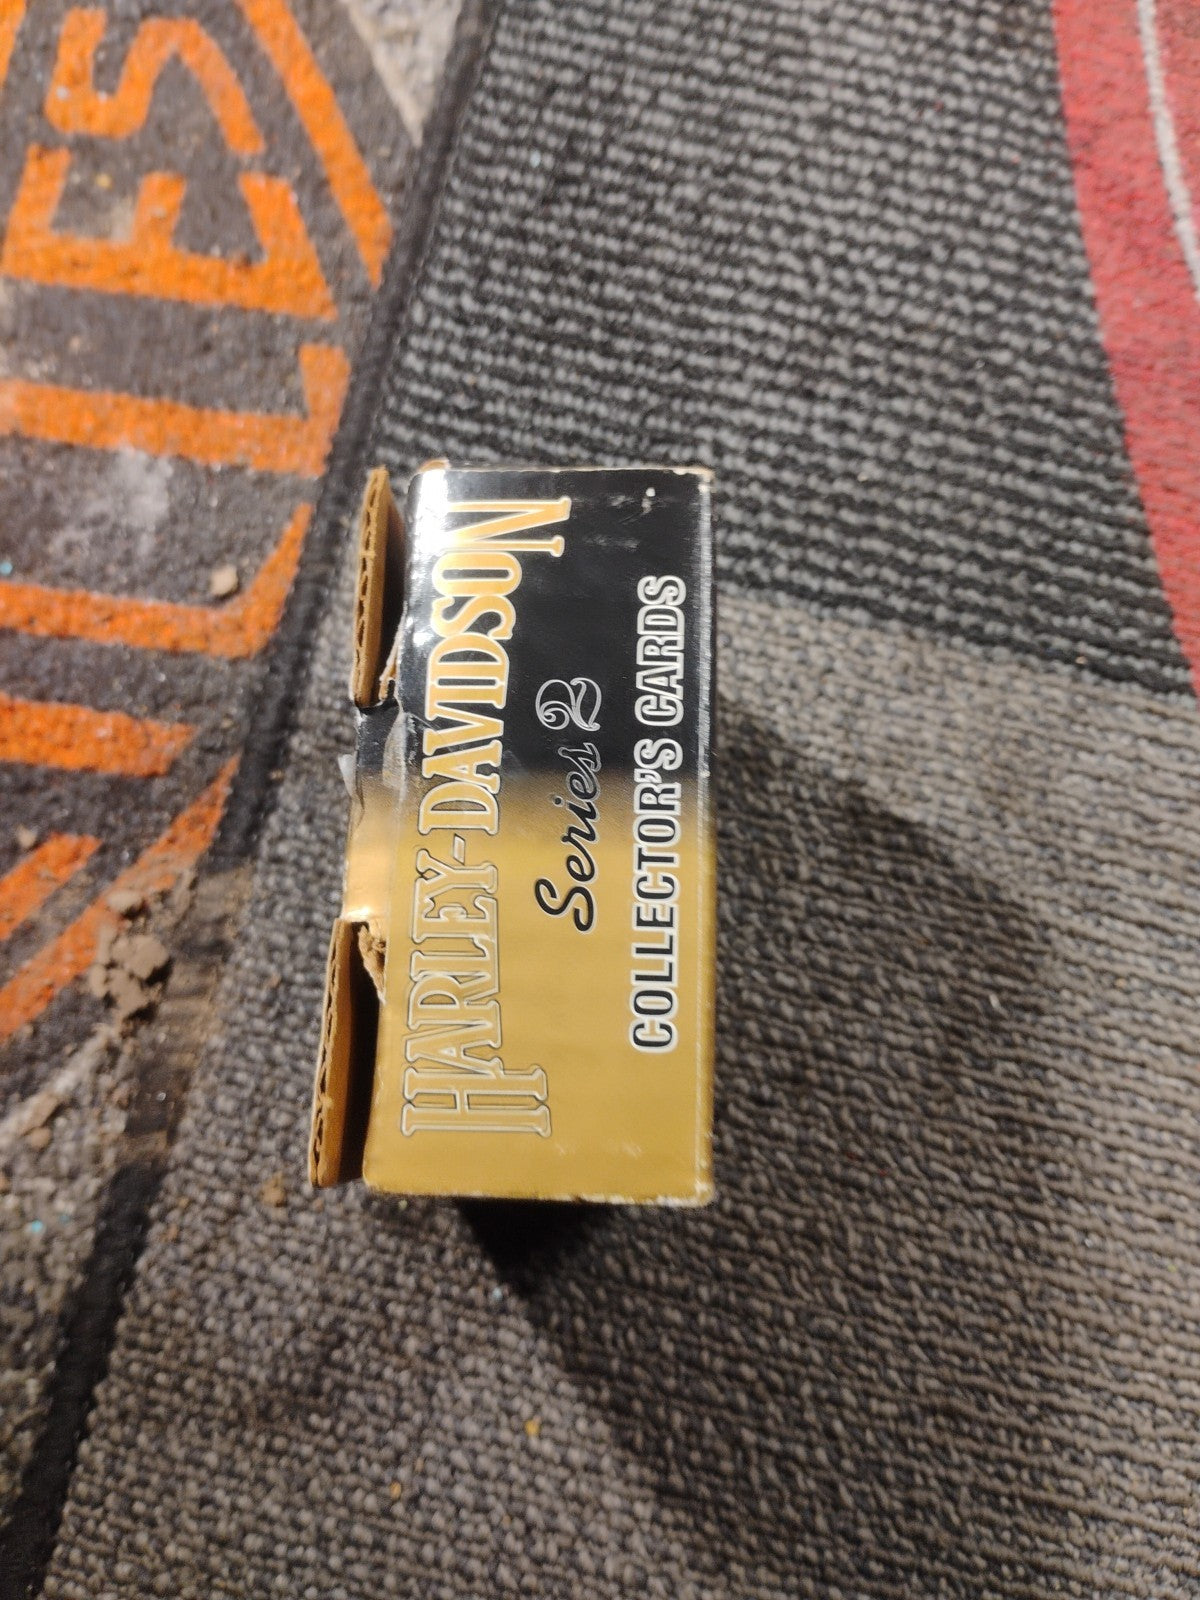 HARLEY-DAVIDSON
Series 2
COLLECTOR'S CARDS